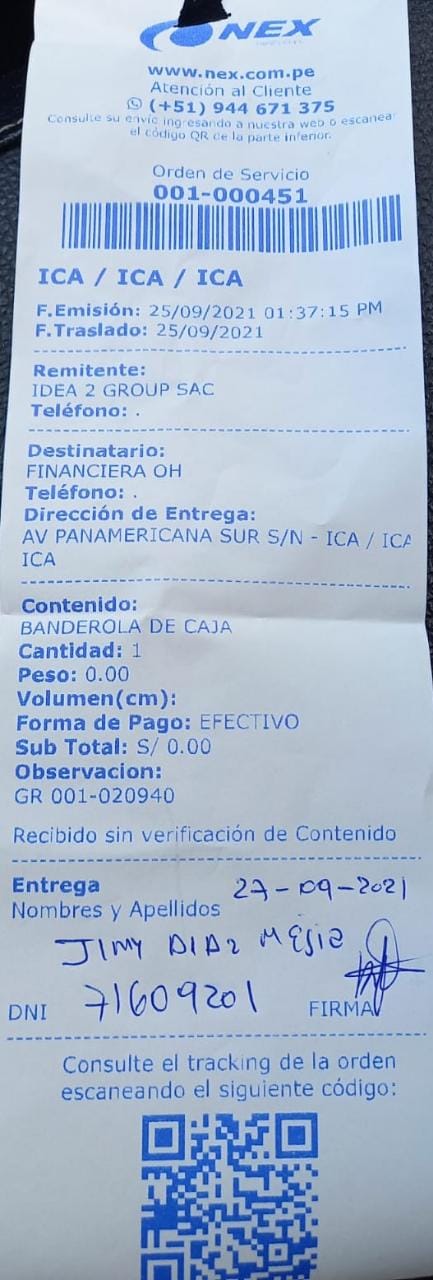 NEX
www.nex.com.pe
Atención al Cliente
(+51) 944 671 375
Consulte su envío ingresando a nuestra web o escanear
el código QR de la parte inferior.
Orden de Servicio
001-000451
ICA / ICA / ICA
F.Emisión: 25/09/2021 01:37:15 PM
F.Traslado: 25/09/2021
Remitente:
IDEA 2 GROUP SAC
Teléfono: .
Destinatario:
FINANCIERA OH
Teléfono: .
Dirección de Entrega:
AV PANAMERICANA SUR S/N - ICA / ICA
ICA
Contenido:
BANDEROLA DE CAJA
Cantidad: 1
Peso: 0.00
Volumen(cm):
Forma de Pago: EFECTIVO
Sub Total: S/ 0.00
Observacion:
GR 001-020940
Recibido sin verificación de Contenido
Entrega 27-09-2021
Nombres y Apellidos
JIMY DIAZ MEJIA
DNI 71609201 FIRMA
Consulte el tracking de la orden
escaneando el siguiente código: